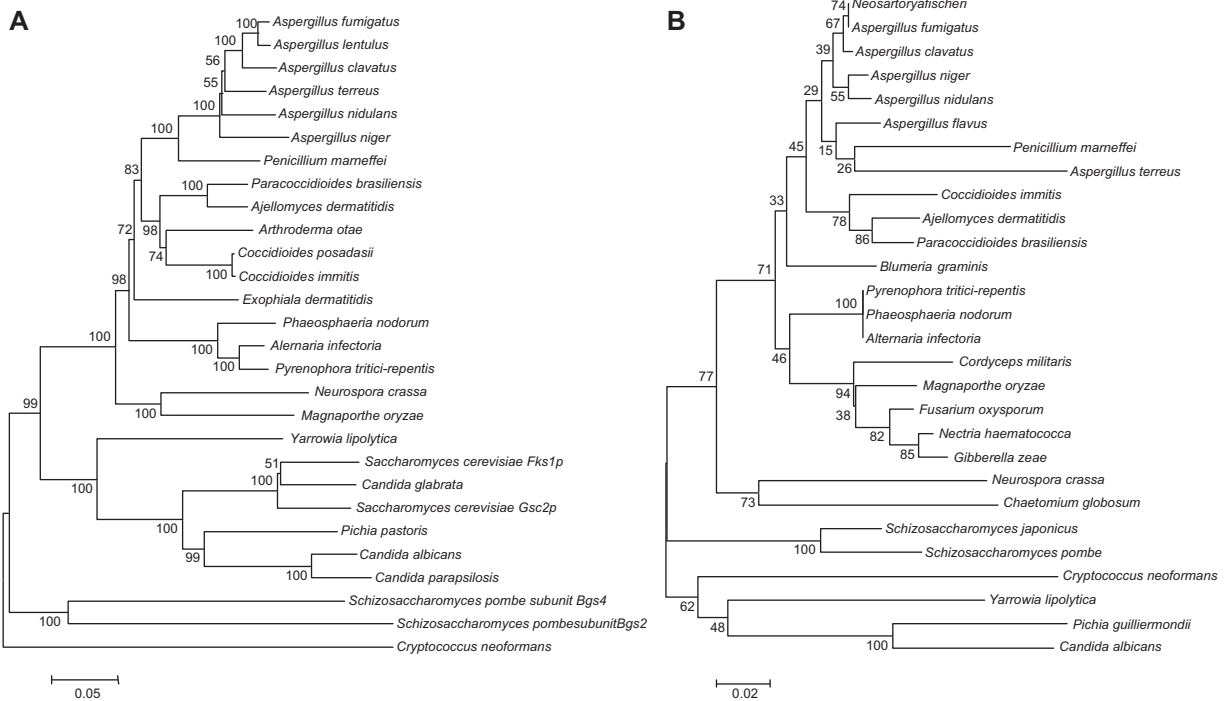 A
100
Aspergillus fumigatus
100
Aspergillus lentulus
56
Aspergillus clavatus
55
Aspergillus terreus
100
Aspergillus nidulans
100
Aspergillus niger
Penicillium marneffei
83
100
Paracoccidioides brasiliensis
Ajellomyces dermatitidis
72
98
Arthroderma otae
74
Coccidioides posadasii
100
Coccidioides immitis
98
Exophiala dermatitidis
Phaeosphaeria nodorum
100
100
Alernaria infectoria
100
Pyrenophora tritici-repentis
Neurospora crassa
99
100
Magnaporthe oryzae
Yarrowia lipolytica
51
Saccharomyces cerevisiae Fks1p
100
100
Candida glabrata
Saccharomyces cerevisiae Gsc2p
100
Pichia pastoris
99
Candida albicans
100
Candida parapsilosis
Schizosaccharomyces pombe subunit Bgs4
100
Schizosaccharomyces pombesubunitBgs2
Cryptococcus neoformans
0.05
B
74
Neosartoryafischeri
67
Aspergillus fumigatus
39
Aspergillus clavatus
Aspergillus niger
29
55
Aspergillus nidulans
Aspergillus flavus
45
15
Penicillium marneffei
26
Aspergillus terreus
Coccidioides immitis
33
78
Ajellomyces dermatitidis
86
Paracoccidioides brasiliensis
71
Blumeria graminis
Pyrenophora tritici-repentis
100
Phaeosphaeria nodorum
Alternaria infectoria
46
Cordyceps militaris
77
94
Magnaporthe oryzae
38
Fusarium oxysporum
82
Nectria haematococca
85
Gibberella zeae
Neurospora crassa
73
Chaetomium globosum
Schizosaccharomyces japonicus
100
Schizosaccharomyces pombe
Cryptococcus neoformans
62
Yarrowia lipolytica
48
Pichia guilliermondii
100
Candida albicans
0.02